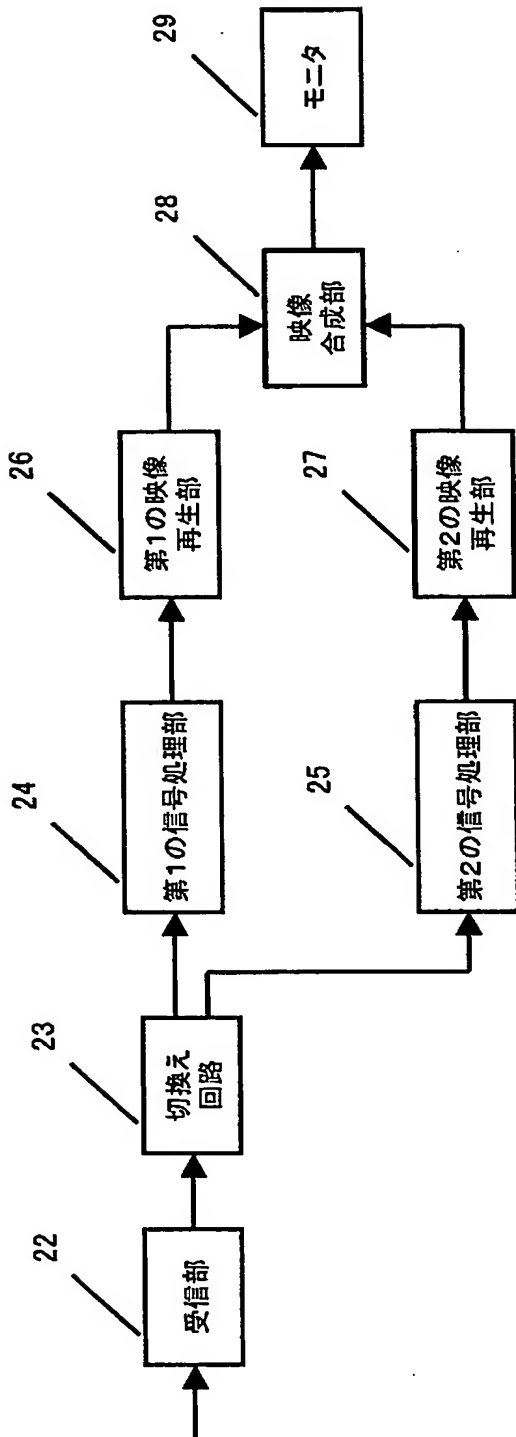 22
受信部
23
切換え
回路
24
第1の信号処理部
25
第2の信号処理部
26
第1の映像
再生部
27
第2の映像
再生部
28
映像
合成部
29
モニタ